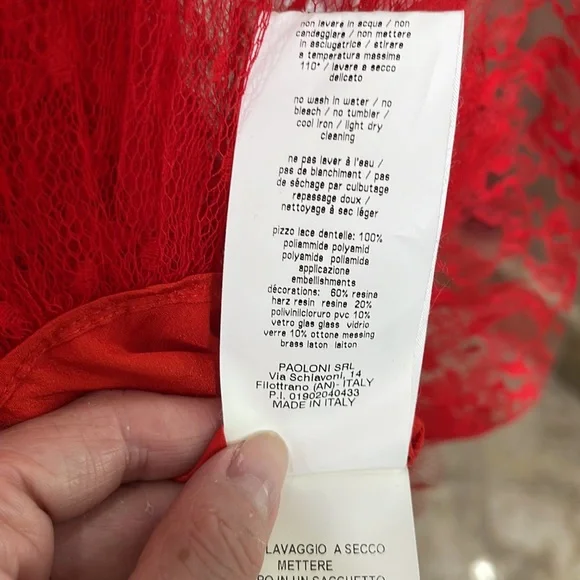 non lavare in acqua / non
candeggiare / non mettere
in asciugatrice / stirare
a temperatura massima
110° / lavare a secco
delicato
no wash in water / no
bleach / no tumbler /
cool iron / light dry
cleaning
ne pas laver à l'eau /
pas de blanchiment / pas
de séchage par culbutage
repassage doux /
nettoyage à sec léger
pizzo lace dentelle: 100%
poliammide polyamid
polyamide poliamida
applicazione
embellishments
décorations: 60% resina
harz resin resine 20%
polivinilcloruro pvc 10%
vetro glas glass vidrio
verre 10% ottone messing
brass laton laiton
PAOLONI SRL
Via Schiavoni, 14
Filottrano (AN)- ITALY
P.I. 01902040433
MADE IN ITALY
LAVAGGIO A SECCO
METTERE
PO IN UN SACCHETTO